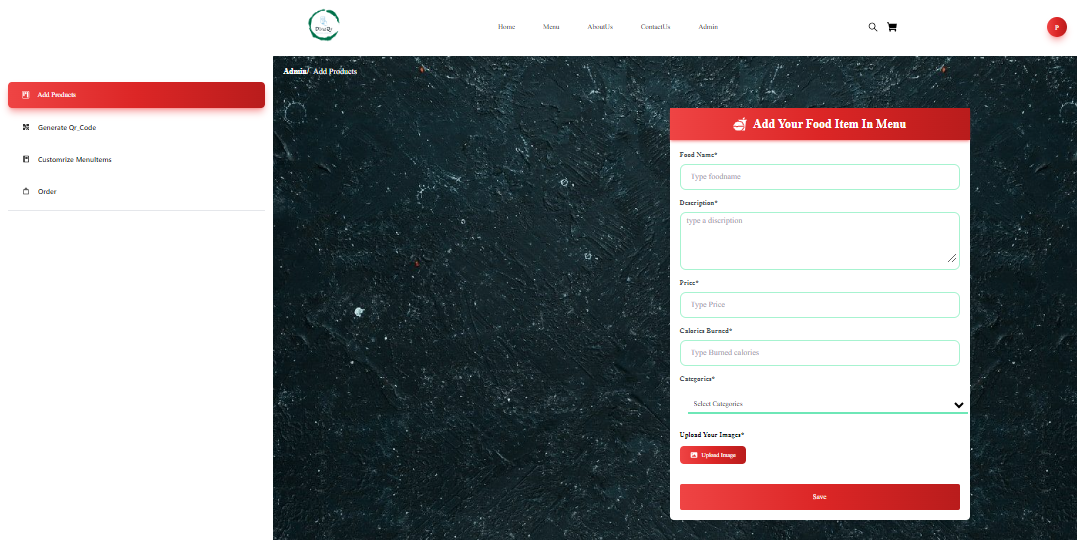 DineQr
Home
Menu
AboutUs
ContactUs
Admin
P
Add Products
Generate Qr_Code
Customrize MenuItems
Order
Admin/ Add Products
Add Your Food Item In Menu
Food Name*
Type foodname
Description*
type a discription
Price*
Type Price
Calories Burned*
Type Burned calories
Categories*
Select Categories
Upload Your Images*
Upload Image
Save